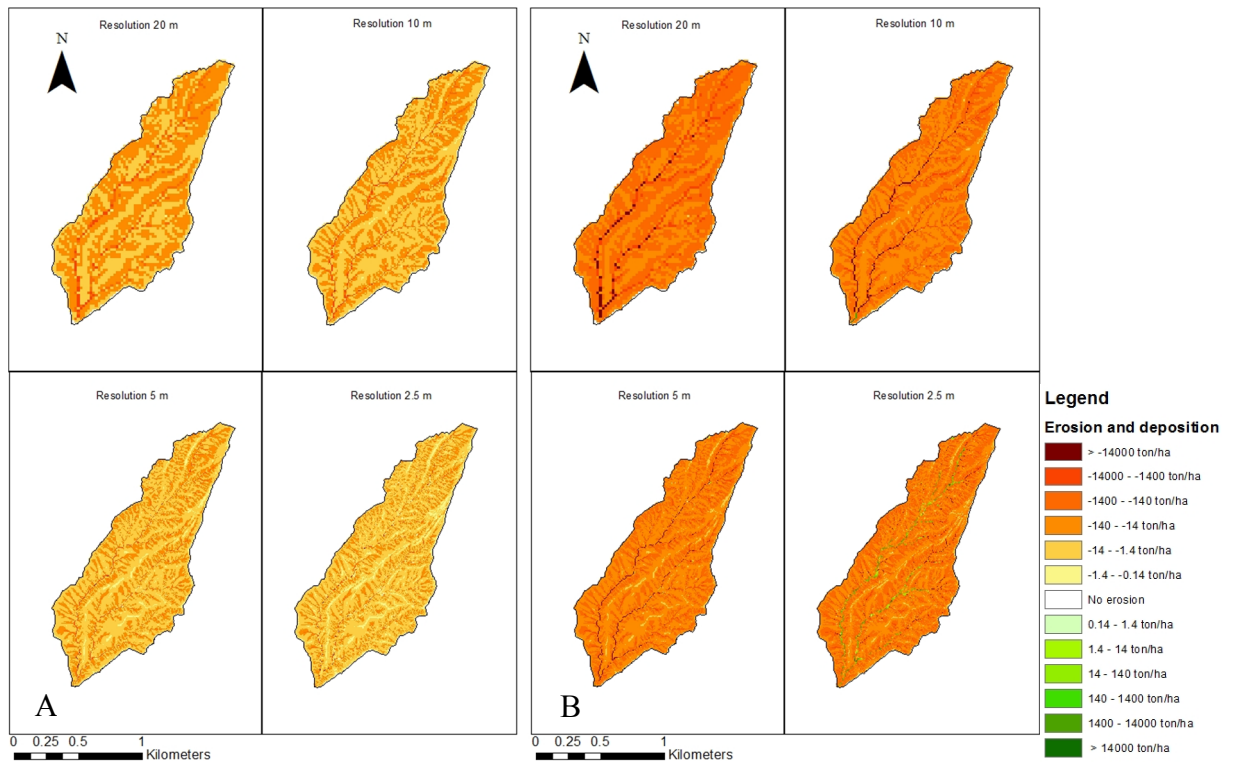 Resolution 20 m
Resolution 10 m
Resolution 20 m
Resolution 10 m
N
N
Resolution 5 m
Resolution 2.5 m
Resolution 5 m
Resolution 2.5 m
A
B
0 0.25 0.5 1
Kilometers
0 0.25 0.5 1
Kilometers
Legend
Erosion and deposition
> -14000 ton/ha
-14000 - -1400 ton/ha
-1400 - -140 ton/ha
-140 - -14 ton/ha
-14 - -1.4 ton/ha
-1.4 - -0.14 ton/ha
No erosion
0.14 - 1.4 ton/ha
1.4 - 14 ton/ha
14 - 140 ton/ha
140 - 1400 ton/ha
1400 - 14000 ton/ha
> 14000 ton/ha